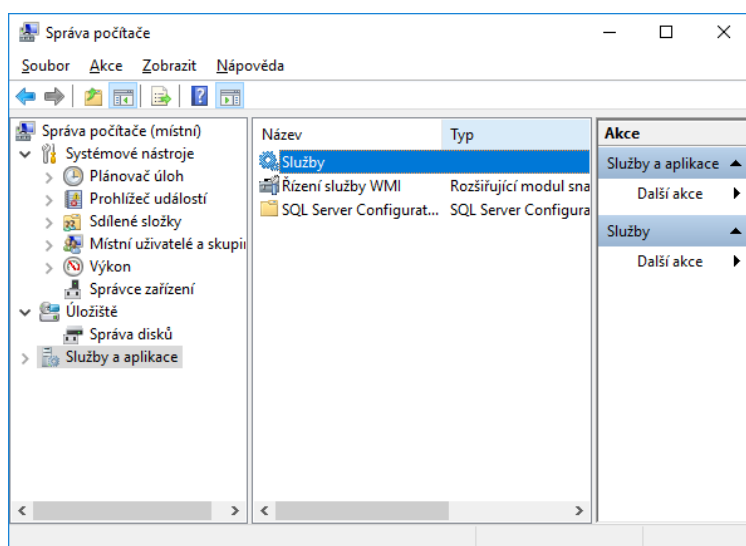 Správa počítače
Soubor Akce Zobrazit Nápověda
Správa počítače (místní)
Systémové nástroje
Plánovač úloh
Prohlížeč událostí
Sdílené složky
Místní uživatelé a skupi
Výkon
Správce zařízení
Úložiště
Správa disků
Služby a aplikace
Název Typ
Služby
Řízení služby WMI Rozšiřující modul sna
SQL Server Configurat... SQL Server Configura
Akce
Služby a aplikace
Další akce
Služby
Další akce